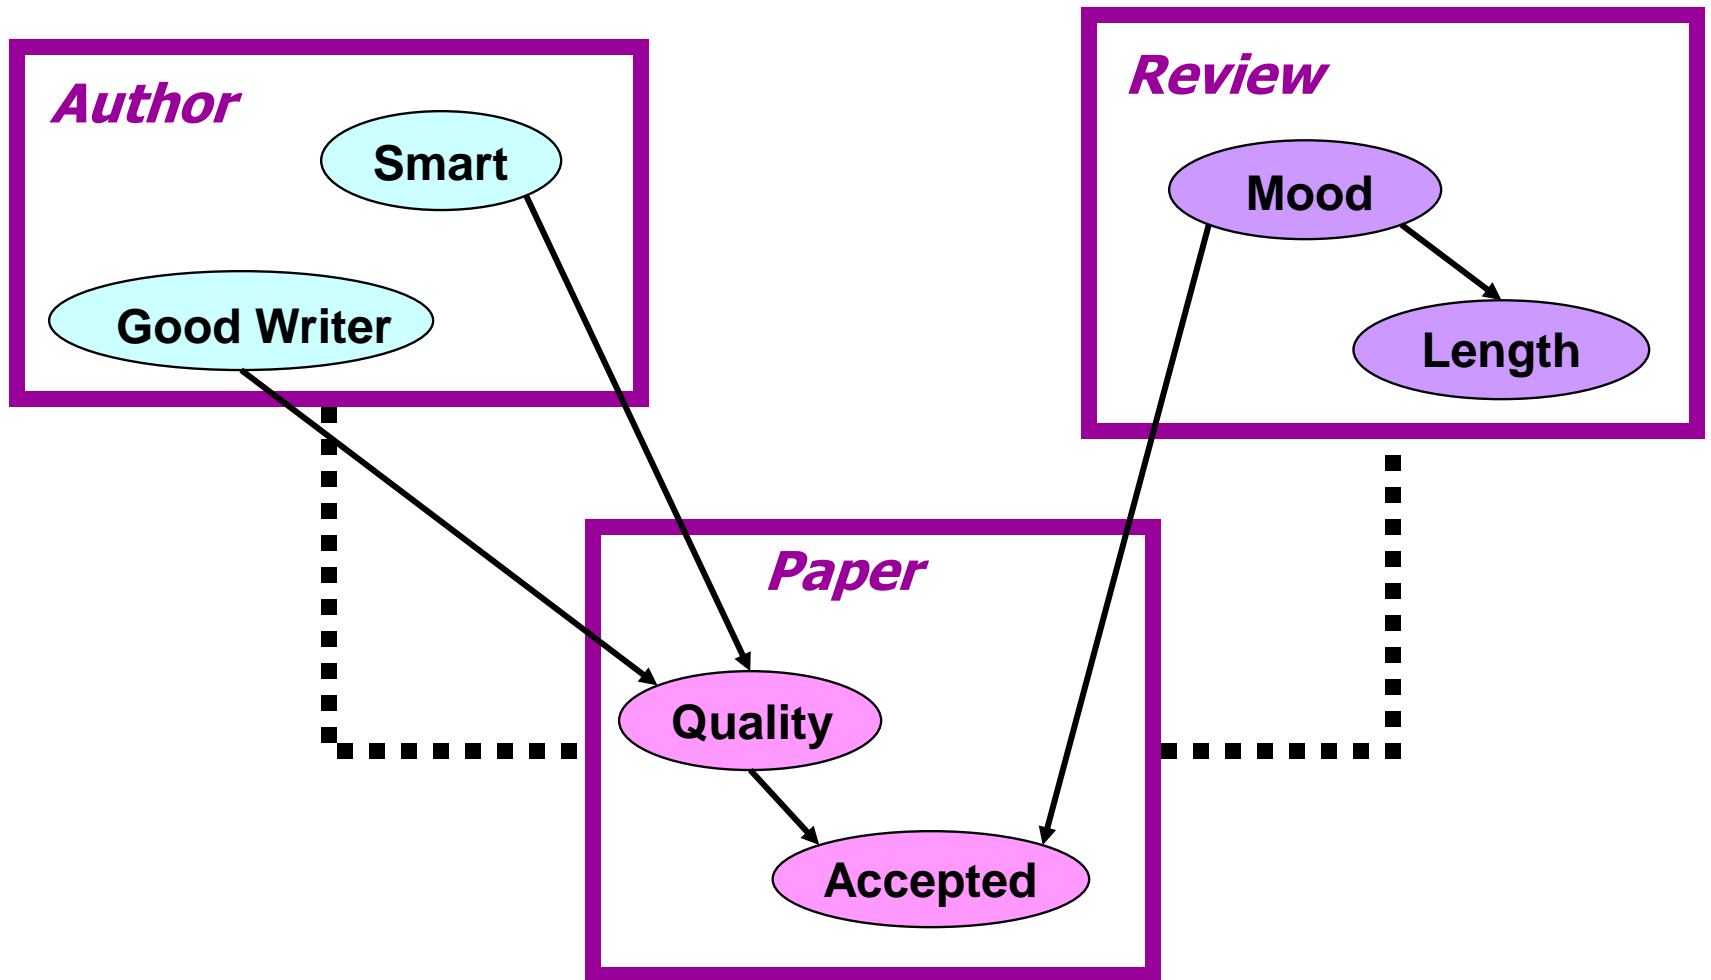 Author
Smart
Good Writer
Review
Mood
Length
Paper
Quality
Accepted